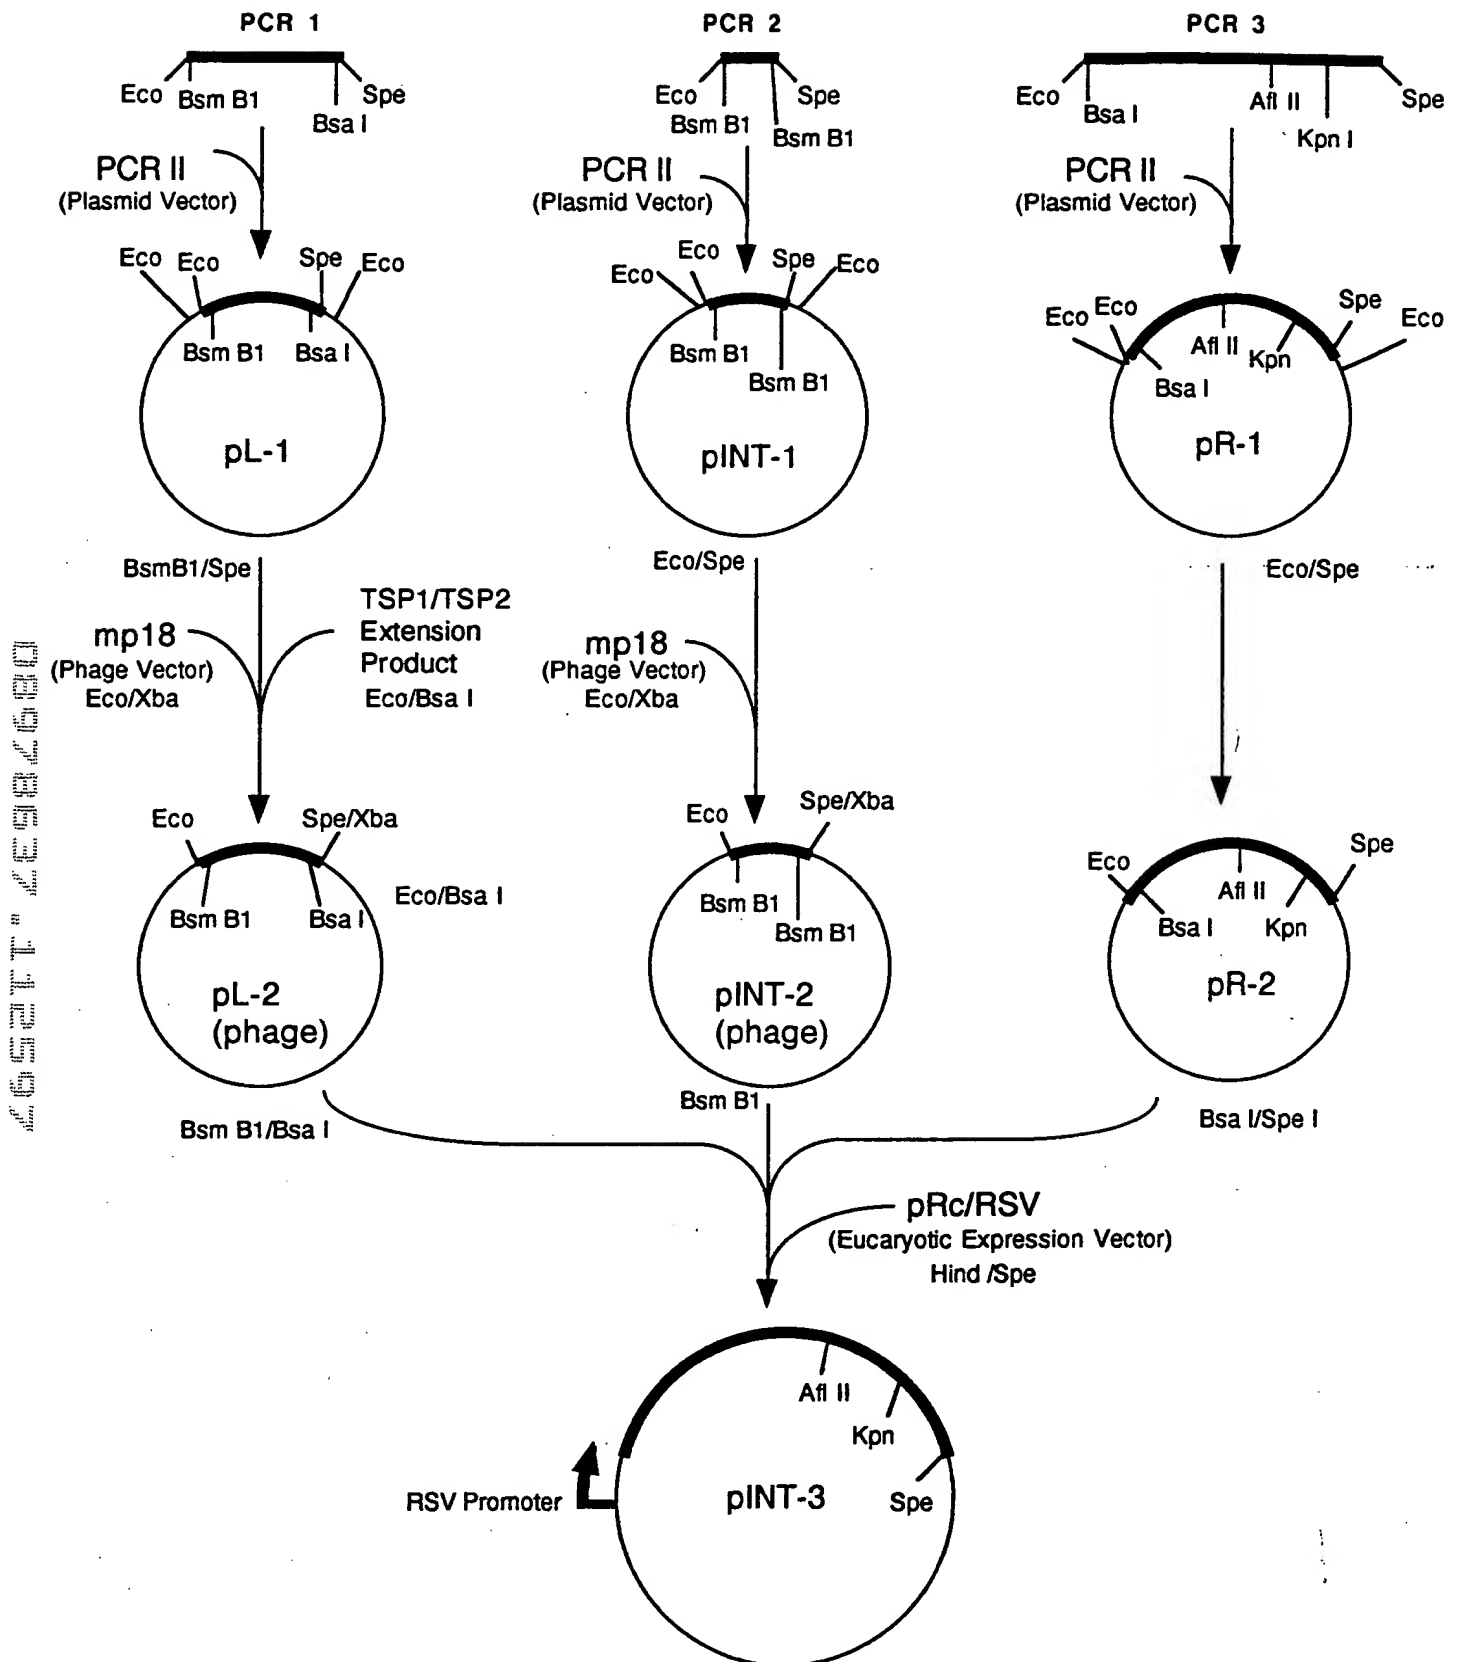 PCR 1
PCR 2
PCR 3
Eco
Bsm B1
Bsa I
Spe
Eco
Bsm B1
Spe
Bsm B1
Eco
Bsa I
Afl II
Kpn I
Spe
PCR II
(Plasmid Vector)
PCR II
(Plasmid Vector)
PCR II
(Plasmid Vector)
Eco
Eco
Spe
Eco
Bsm B1
Bsa I
pL-1
Eco
Eco
Spe
Eco
Bsm B1
Bsm B1
pINT-1
Eco
Eco
Spe
Eco
Afl II
Kpn
Bsa I
pR-1
BsmB1/Spe
Eco/Spe
Eco/Spe
mp18
(Phage Vector)
Eco/Xba
TSP1/TSP2
Extension
Product
Eco/Bsa I
mp18
(Phage Vector)
Eco/Xba
Eco
Spe/Xba
Bsm B1
Bsa I
Eco/Bsa I
pL-2
(phage)
Eco
Spe/Xba
Bsm B1
Bsm B1
pINT-2
(phage)
Eco
Spe
Afl II
Bsa I
Kpn
pR-2
Bsm B1/Bsa I
Bsm B1
Bsa I/Spe I
pRc/RSV
(Eucaryotic Expression Vector)
Hind /Spe
Afl II
Kpn
Spe
RSV Promoter
pINT-3
08978637 . 112597